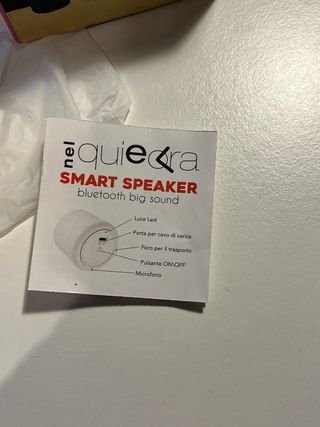 nel quieora
SMART SPEAKER
bluetooth big sound
Luce Led
Porta per cavo di carica
Foro per il trasporto
Pulsante ON\OFF
Microfono